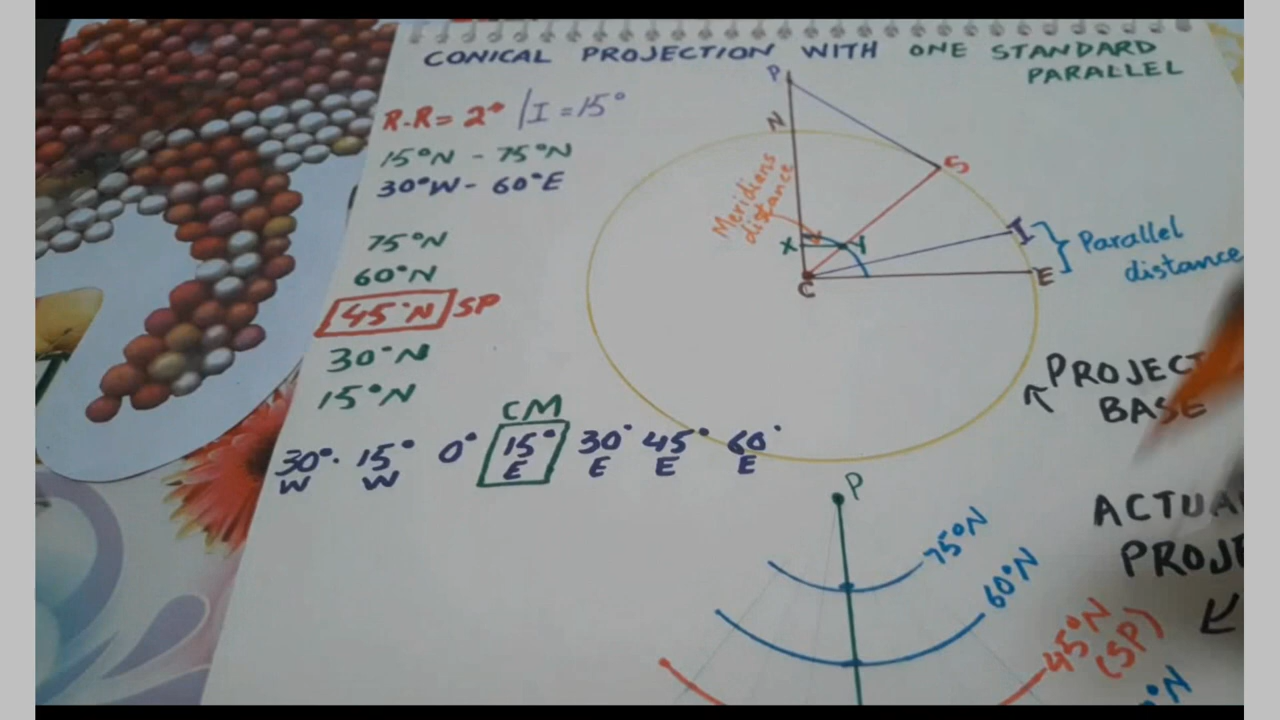 CONICAL PROJECTION WITH ONE STANDARD
PARALLEL
R.R = 2" / I = 15°
15°N - 75°N
30°W - 60°E
75°N
60°N
45°N SP
30°N
15°N
CM
30° 15° 0° 15° 30° 45° 60°
W W E E E E
P
N
S
Meridians
distance
X
Y
I
C
E
Parallel
distance
PROJECT
BASE
P
75°N
60°N
45°N
(SP)
°N
ACTUA
PROJE